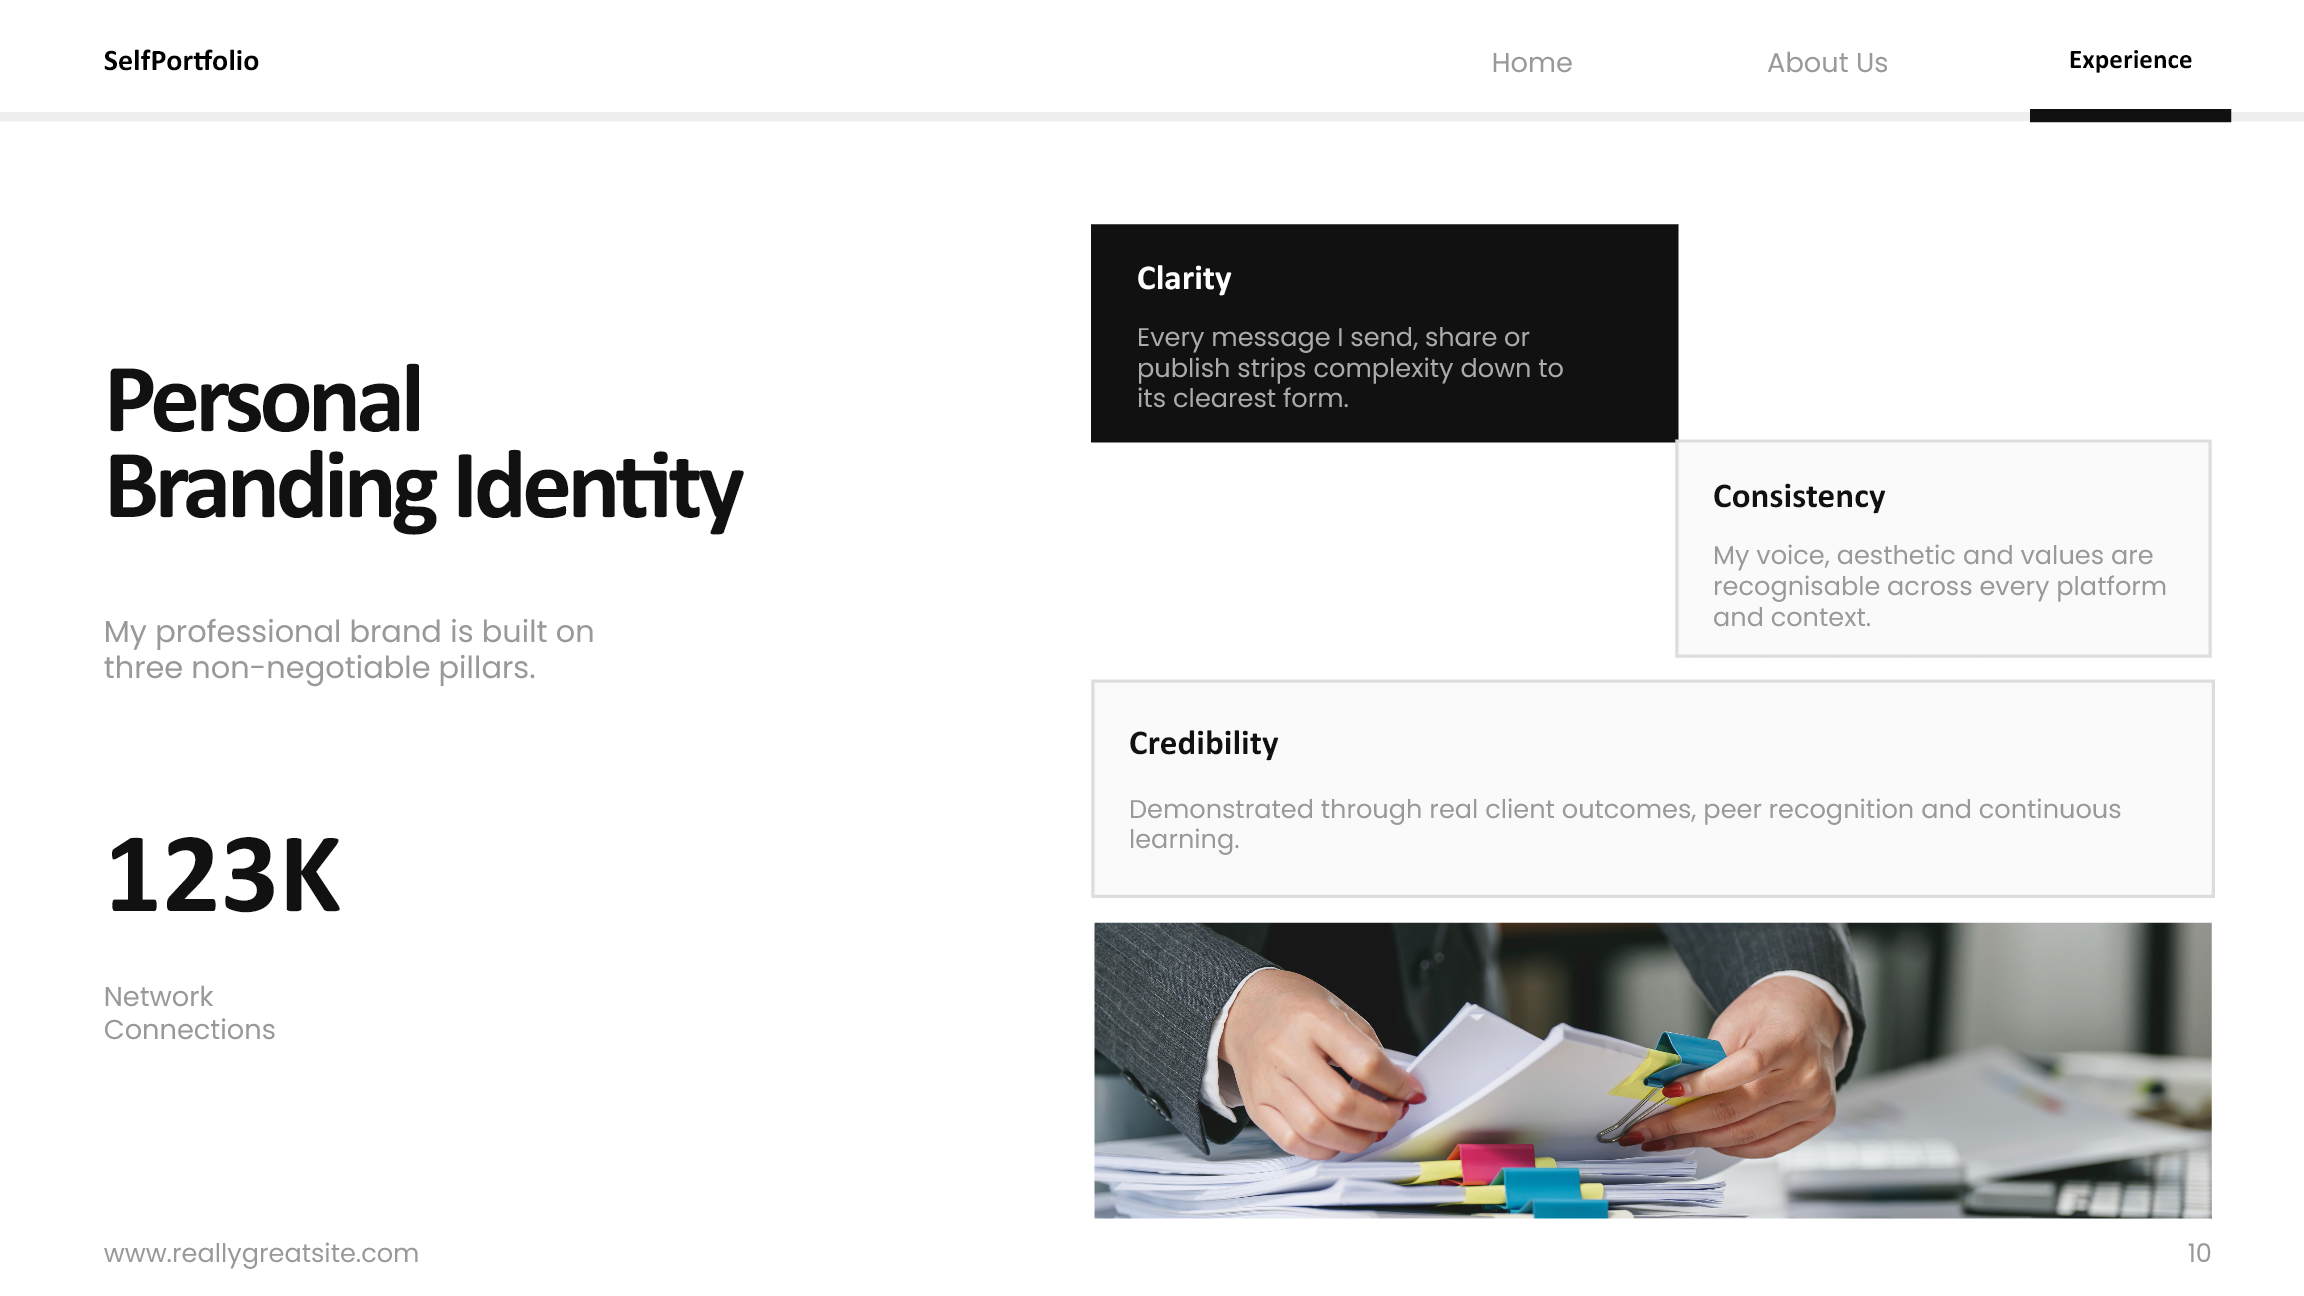 SelfPortfolio
Home
About Us
Experience
Personal
Branding Identity
My professional brand is built on
three non-negotiable pillars.
123K
Network
Connections
Clarity
Every message I send, share or
publish strips complexity down to
its clearest form.
Consistency
My voice, aesthetic and values are
recognisable across every platform
and context.
Credibility
Demonstrated through real client outcomes, peer recognition and continuous
learning.
www.reallygreatsite.com
10